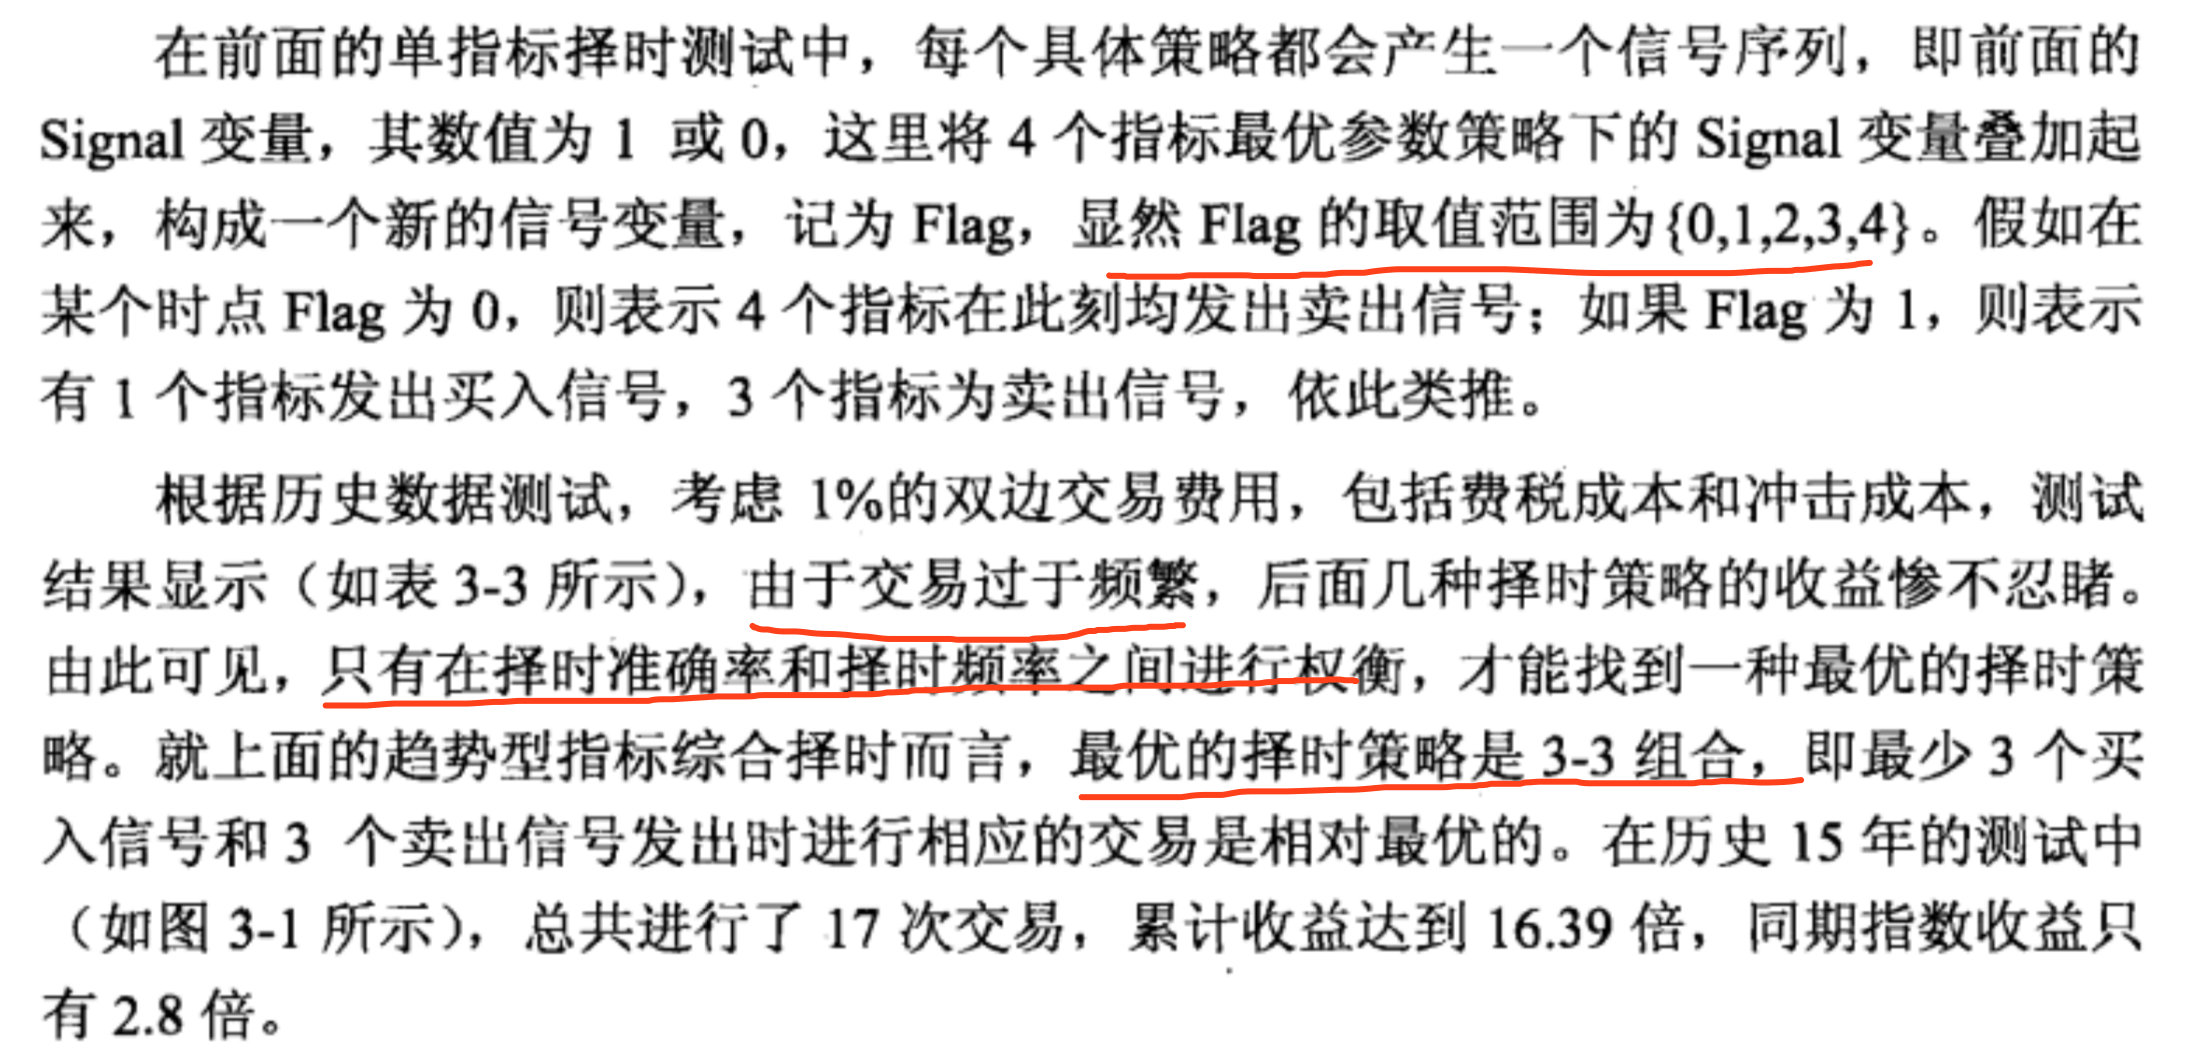 在前面的单指标择时测试中，每个具体策略都会产生一个信号序列，即前面的
Signal 变量，其数值为 1 或 0，这里将 4 个指标最优参数策略下的 Signal 变量叠加起
来，构成一个新的信号变量，记为 Flag，显然 Flag 的取值范围为{0,1,2,3,4}。假如在
某个时点 Flag 为 0，则表示 4 个指标在此刻均发出卖出信号；如果 Flag 为 1，则表示
有 1 个指标发出买入信号，3 个指标为卖出信号，依此类推。
根据历史数据测试，考虑 1%的双边交易费用，包括费税成本和冲击成本，测试
结果显示（如表 3-3 所示），由于交易过于频繁，后面几种择时策略的收益惨不忍睹。
由此可见，只有在择时准确率和择时频率之间进行权衡，才能找到一种最优的择时策
略。就上面的趋势型指标综合择时而言，最优的择时策略是 3-3 组合，即最少 3 个买
入信号和 3 个卖出信号发出时进行相应的交易是相对最优的。在历史 15 年的测试中
（如图 3-1 所示），总共进行了 17 次交易，累计收益达到 16.39 倍，同期指数收益只
有 2.8 倍。